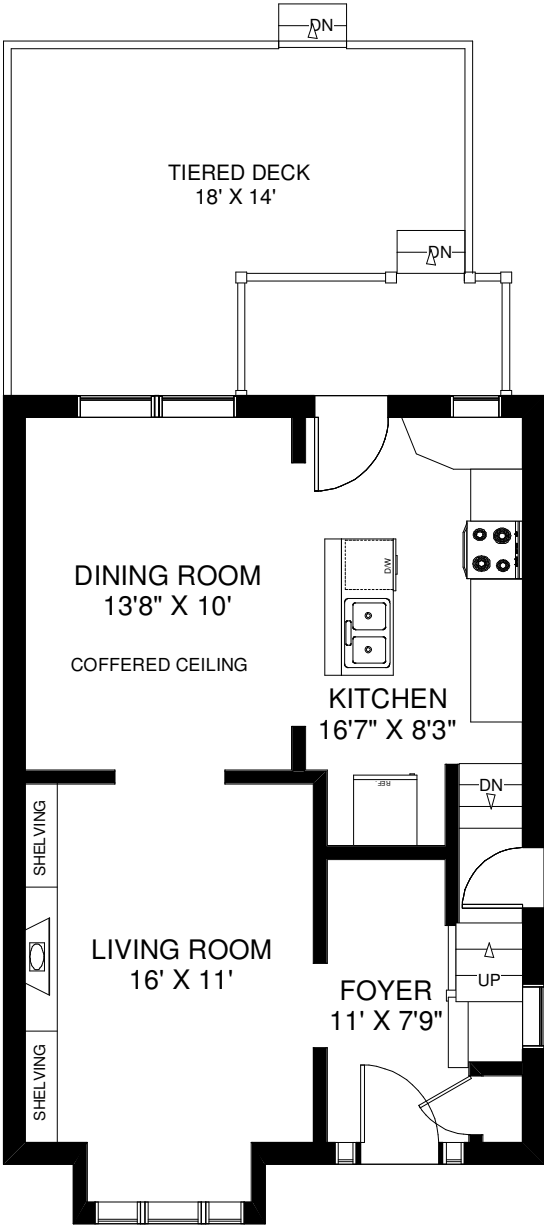 DN
TIERED DECK
18' X 14'
DN
DINING ROOM
13'8" X 10'
COFFERED CEILING
D/W
KITCHEN
16'7" X 8'3"
REF.
DN
SHELVING
LIVING ROOM
16' X 11'
UP
FOYER
11' X 7'9"
SHELVING